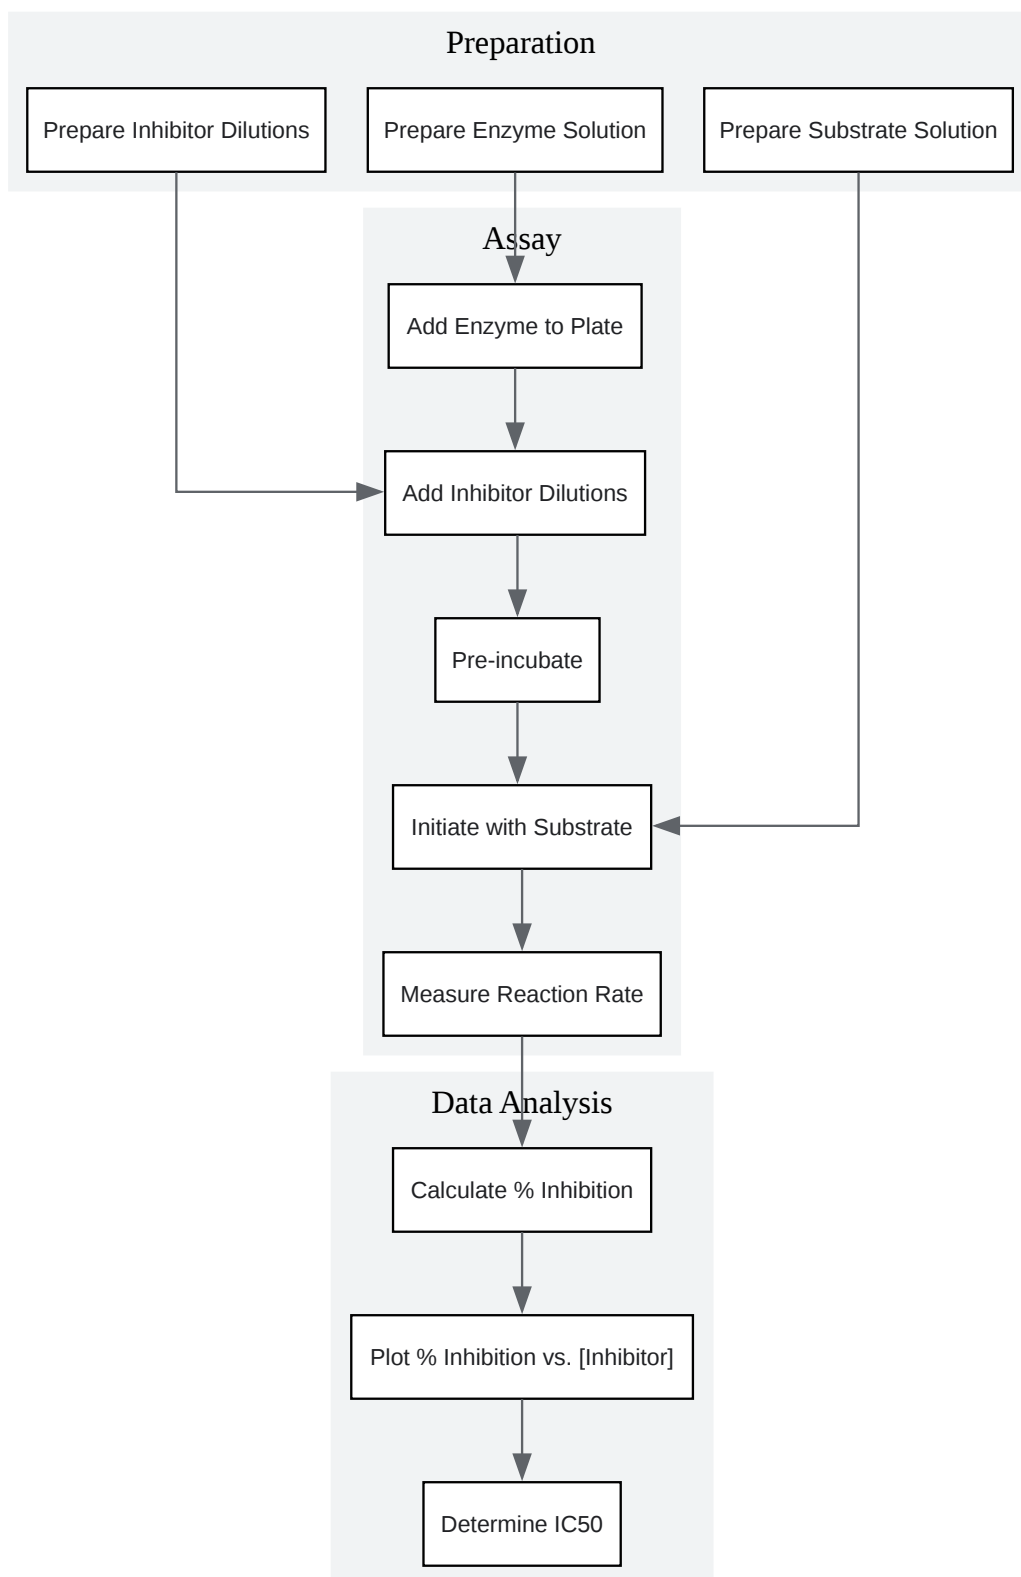 Preparation
Prepare Inhibitor Dilutions
Prepare Enzyme Solution
Prepare Substrate Solution
Assay
Add Enzyme to Plate
Add Inhibitor Dilutions
Pre-incubate
Initiate with Substrate
Measure Reaction Rate
Data Analysis
Calculate % Inhibition
Plot % Inhibition vs. [Inhibitor]
Determine IC50